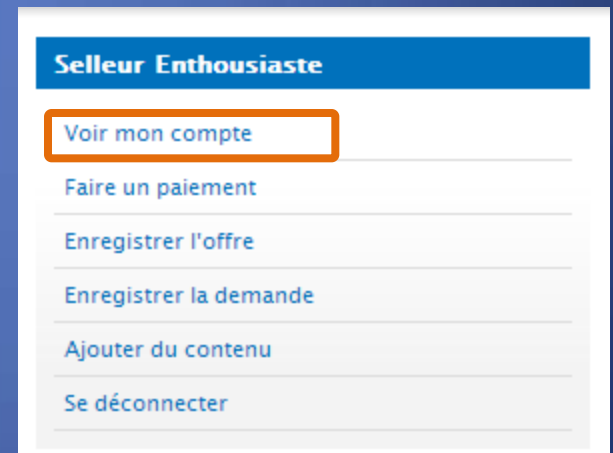 Selleur Enthousiaste
Voir mon compte
Faire un paiement
Enregistrer l'offre
Enregistrer la demande
Ajouter du contenu
Se déconnecter